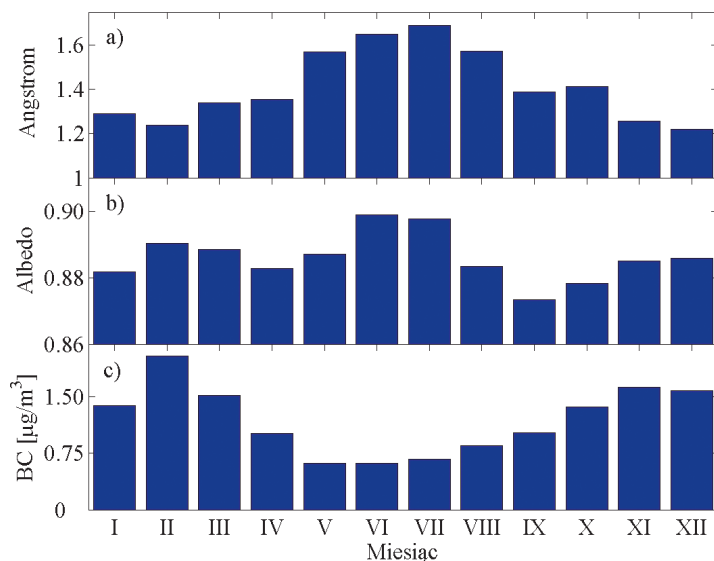 a)
Angstrom
1.6
1.4
1.2
1
b)
Albedo
0.90
0.88
0.86
c)
BC [µg/m³]
1.50
0.75
0
I II III IV V VI VII VIII IX X XI XII
Miesiąc